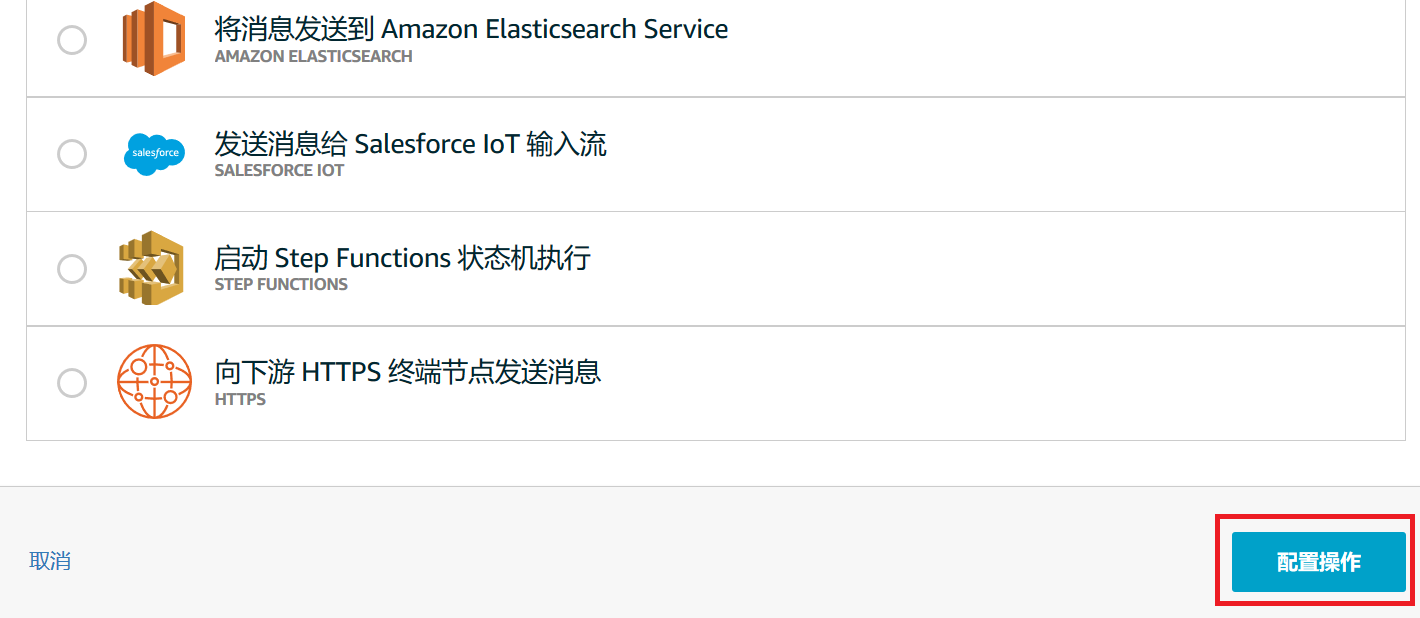 将消息发送到 Amazon Elasticsearch Service
AMAZON ELASTICSEARCH
salesforce
发送消息给 Salesforce IoT 输入流
SALESFORCE IOT
启动 Step Functions 状态机执行
STEP FUNCTIONS
向下游 HTTPS 终端节点发送消息
HTTPS
取消
配置操作